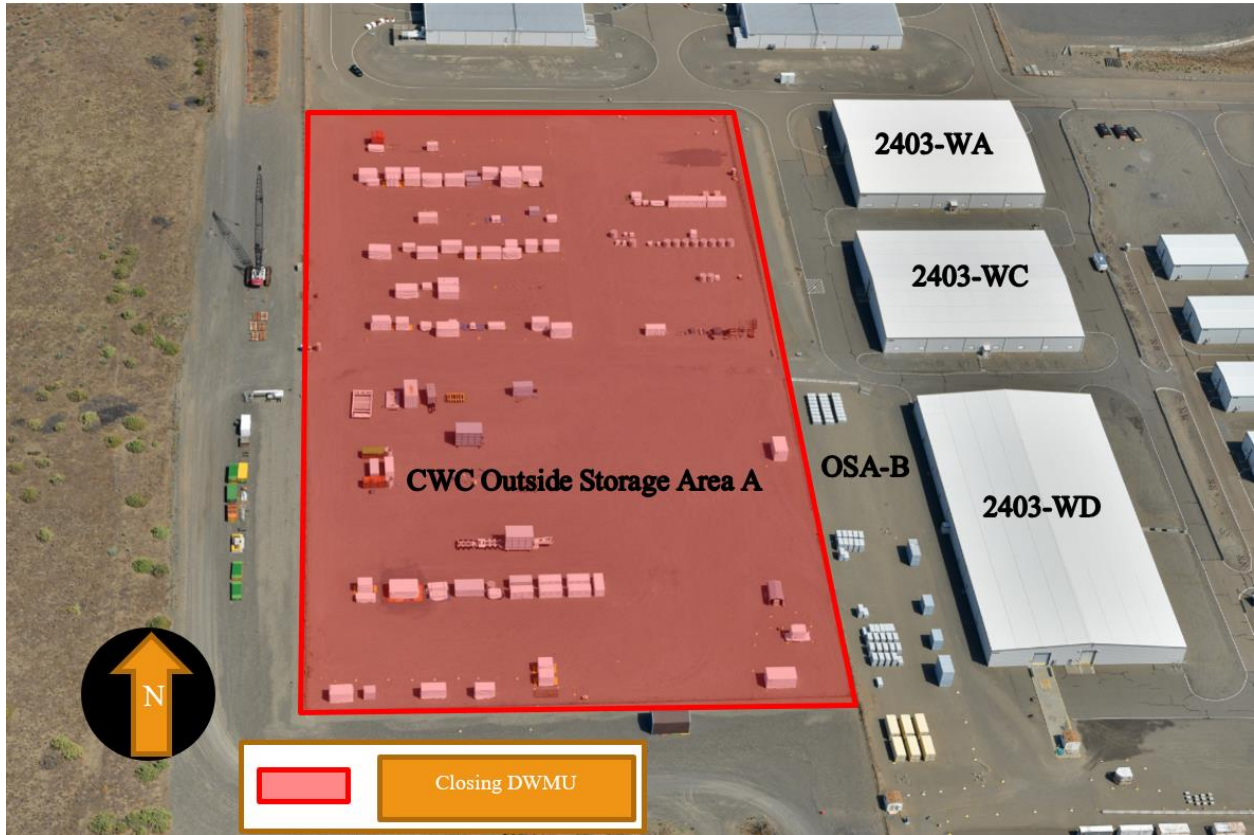 2403-WA
2403-WC
CWC Outside Storage Area A
OSA-B
2403-WD
N
Closing DWMU